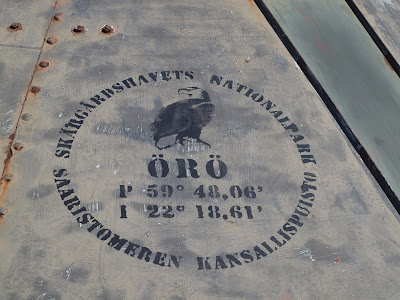 SKÄRGÅRDSHAVETS NATIONALPARK
ÖRÖ
P 59° 48,06’
I 22° 18,61’
SAARISTOMEREN KANSALLISPUISTO